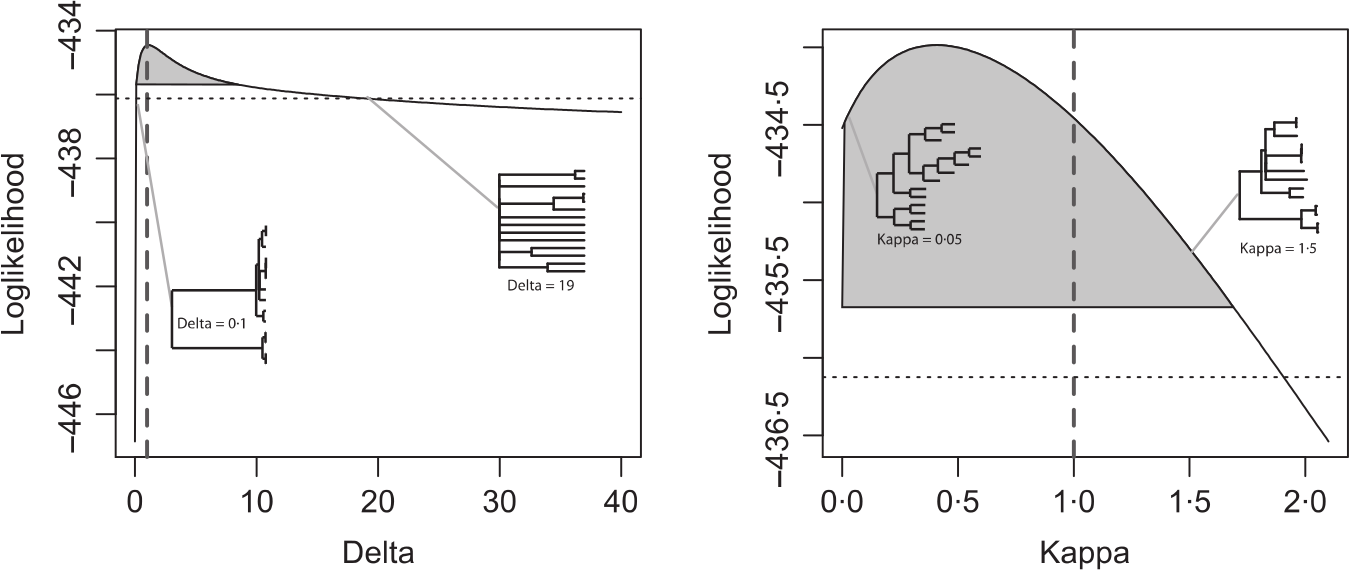 Loglikelihood
−434
−438
−442
−446
Delta = 0·1
Delta = 19
0 10 20 30 40
Delta
Loglikelihood
−434·5
−435·5
−436·5
Kappa = 0·05
Kappa = 1·5
0·0 0·5 1·0 1·5 2·0
Kappa